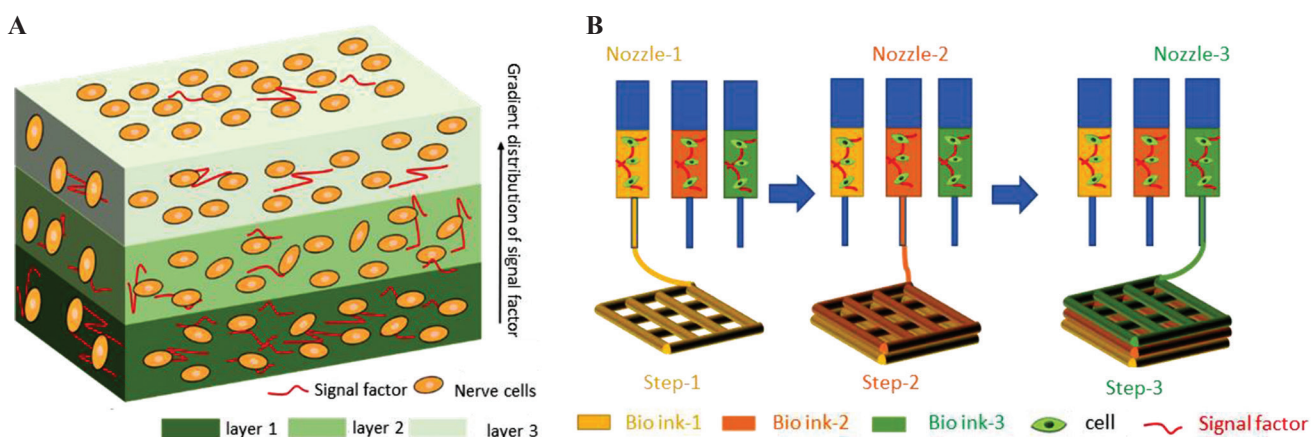 A
Gradient distribution of signal factor
Signal factor
Nerve cells
layer 1
layer 2
layer 3
B
Nozzle-1
Nozzle-2
Nozzle-3
Step-1
Step-2
Step-3
Bio ink-1
Bio ink-2
Bio ink-3
cell
Signal factor